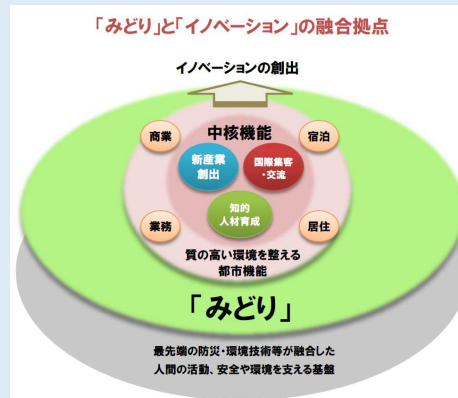 「みどり」と「イノベーション」の融合拠点
イノベーションの創出
商業
中核機能
宿泊
新産業
創出
国際集客
・交流
知的
人材育成
業務
居住
質の高い環境を整える
都市機能
「みどり」
最先端の防災・環境技術等が融合した
人間の活動、安全や環境を支える基盤